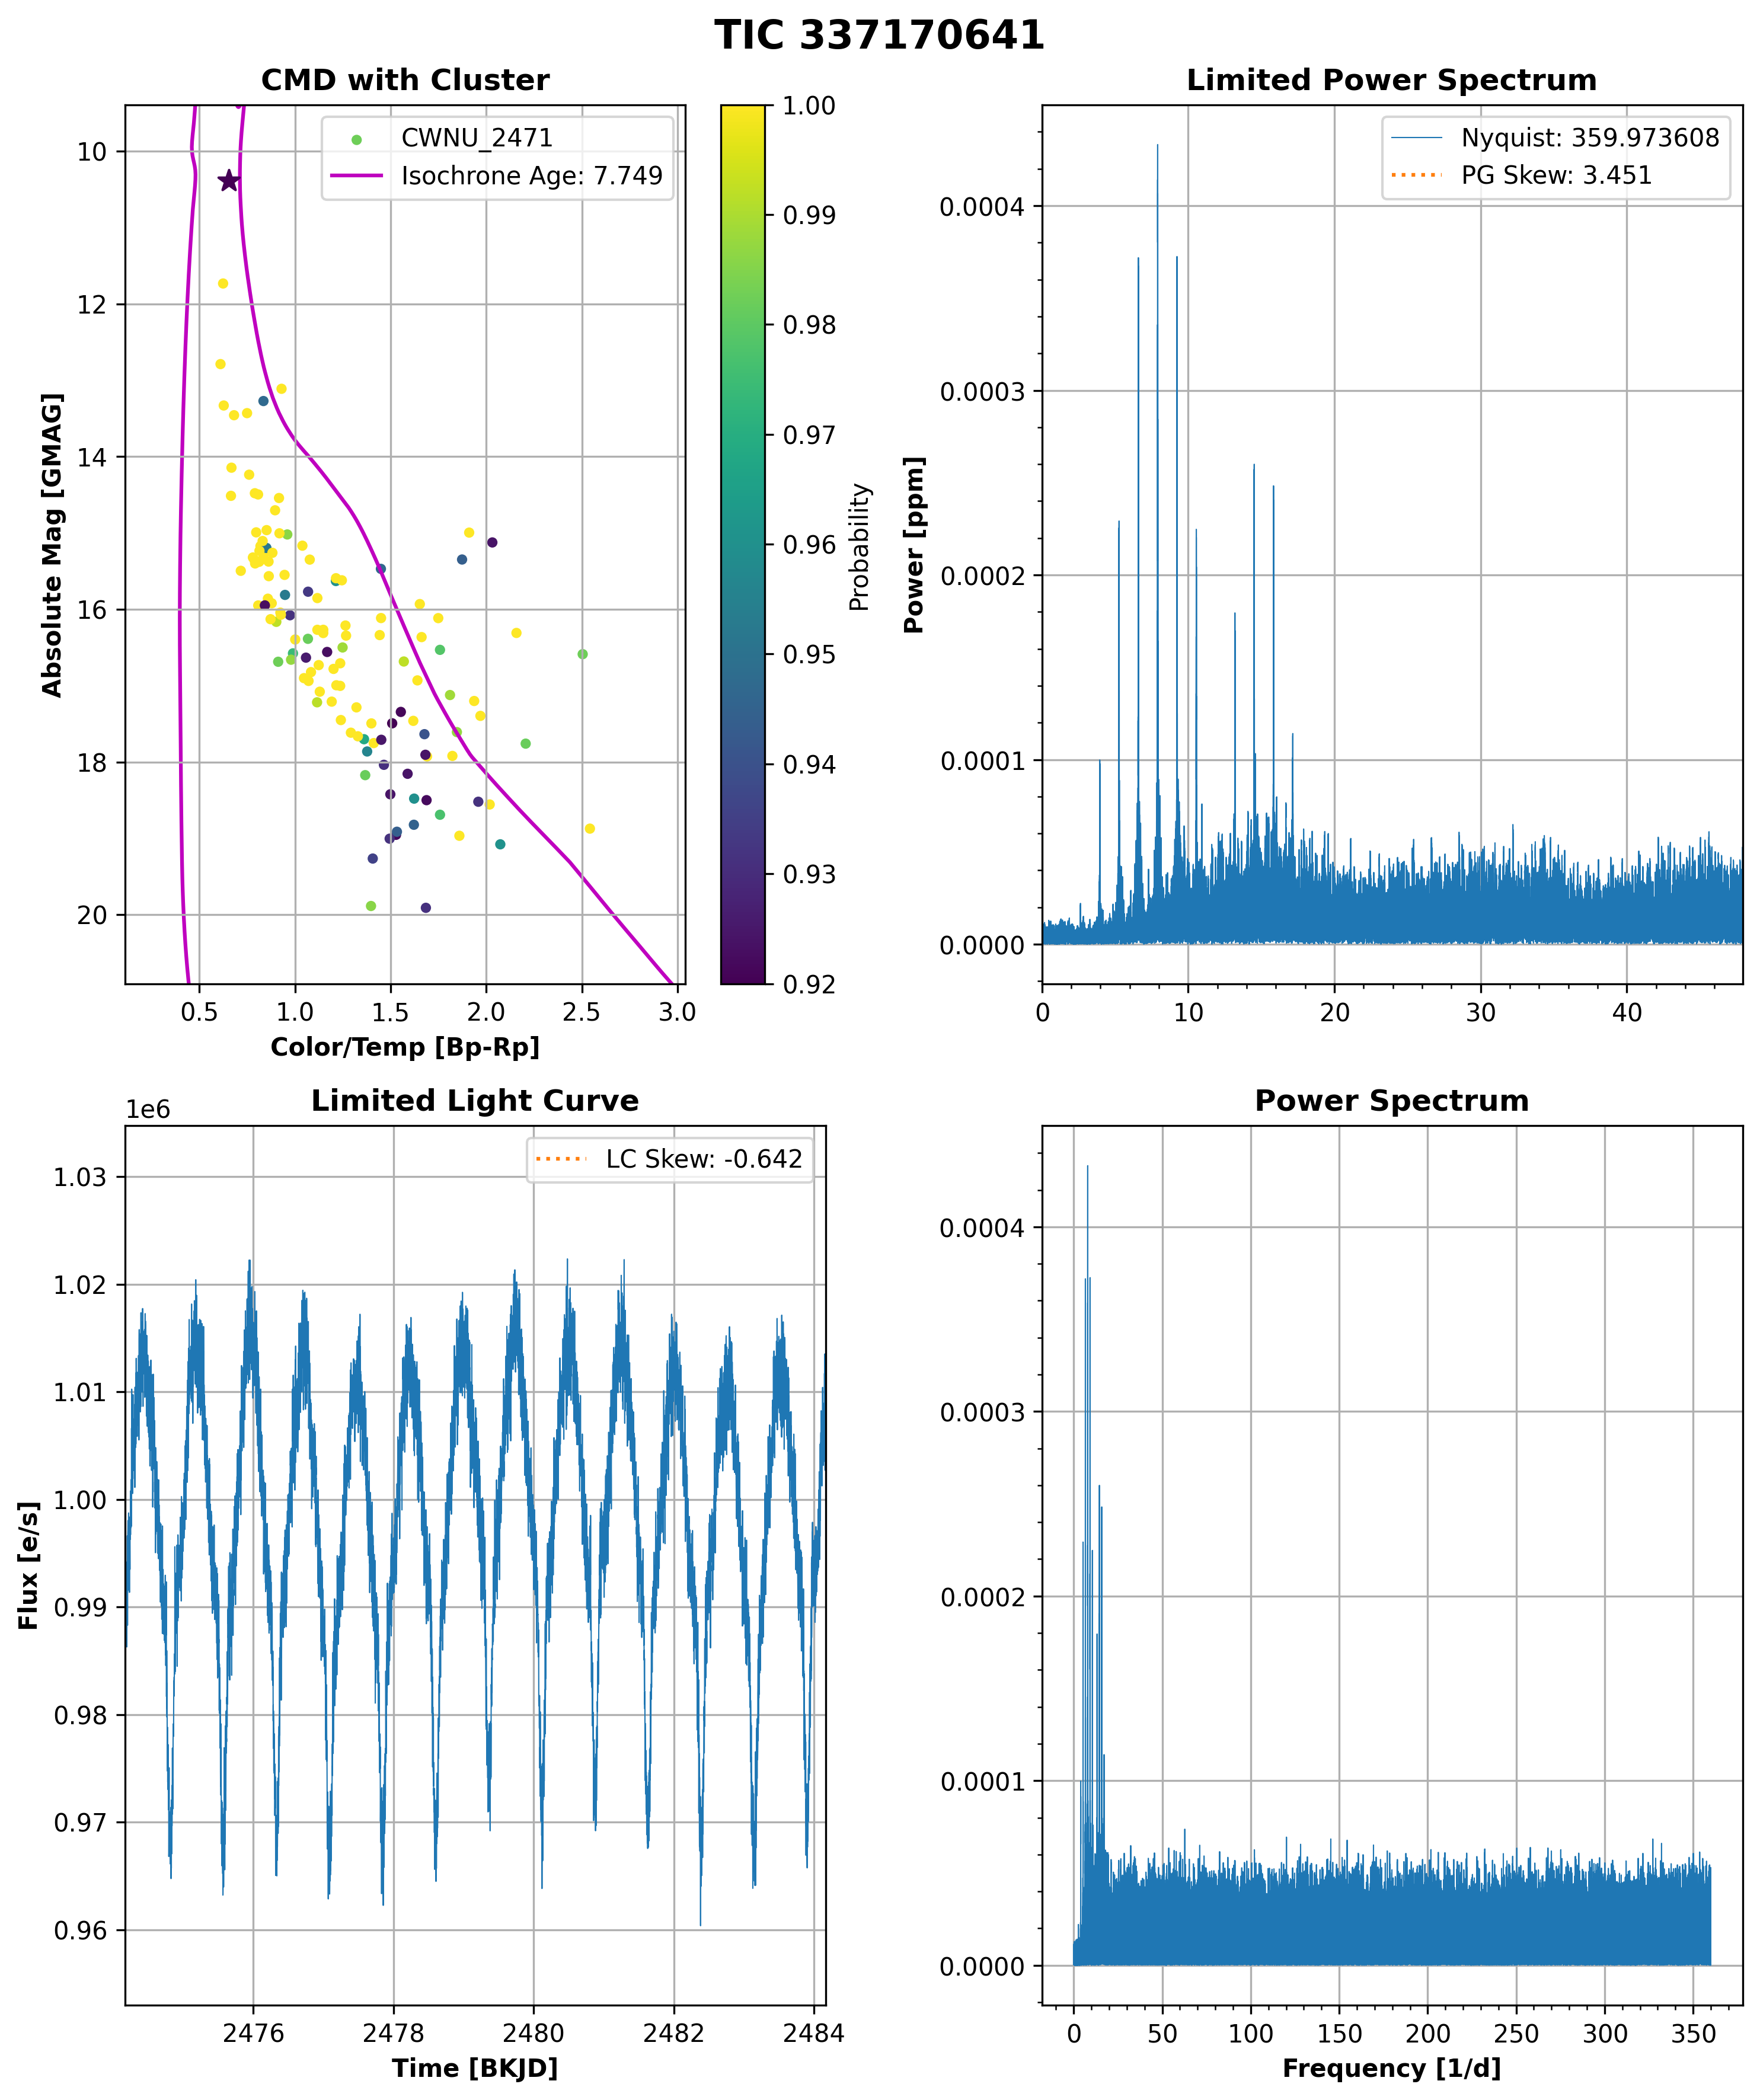 TIC 337170641
CMD with Cluster
CWNU_2471
Isochrone Age: 7.749
10
12
14
16
18
20
Absolute Mag [GMAG]
0.5 1.0 1.5 2.0 2.5 3.0
Color/Temp [Bp-Rp]
1.00
0.99
0.98
0.97
0.96
0.95
0.94
0.93
0.92
Probability
Limited Power Spectrum
Nyquist: 359.973608
PG Skew: 3.451
0.0004
0.0003
0.0002
0.0001
0.0000
Power [ppm]
0 10 20 30 40
Limited Light Curve
1e6
LC Skew: -0.642
1.03
1.02
1.01
1.00
0.99
0.98
0.97
0.96
Flux [e/s]
2476 2478 2480 2482 2484
Time [BKJD]
Power Spectrum
0.0004
0.0003
0.0002
0.0001
0.0000
0 50 100 150 200 250 300 350
Frequency [1/d]